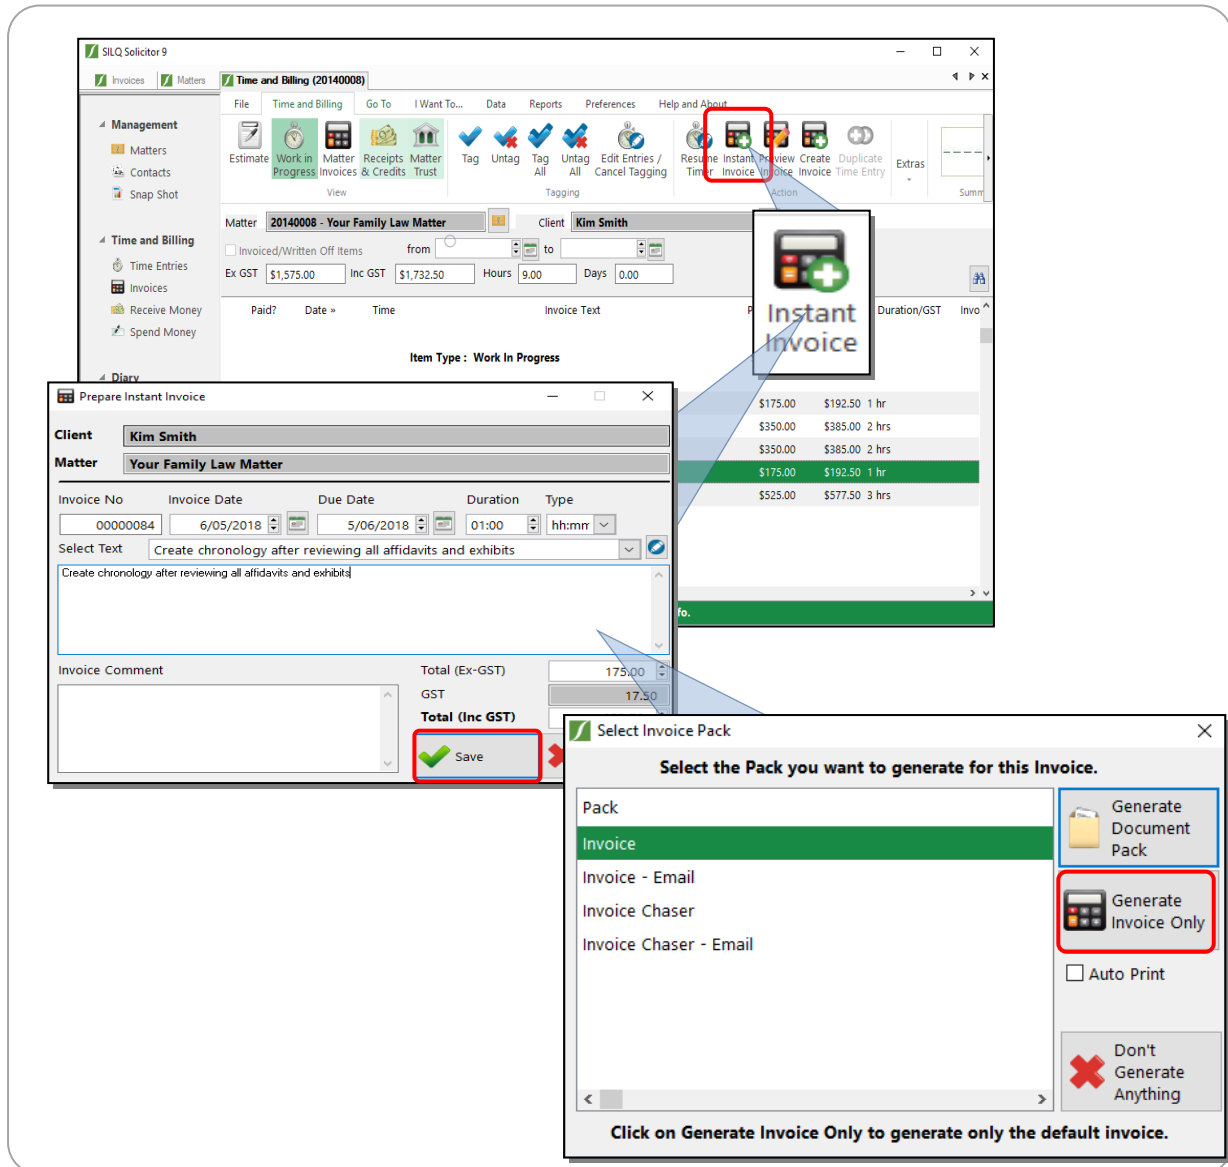 SILQ Solicitor 9
Invoices Matters Time and Billing (20140008)
File Time and Billing Go To I Want To... Data Reports Preferences Help and About
Management
Matters
Contacts
Snap Shot
Time and Billing
Time Entries
Invoices
Receive Money
Spend Money
Diary
Estimate Work in Progress Matter Invoices Receipts & Credits Matter Trust
View
Tag Untag Tag All Untag All Edit Entries / Cancel Tagging
Tagging
Resume Timer Instant Invoice Preview Invoice Create Invoice Duplicate Time Entry
Action
Extras
Summ
Matter 20140008 - Your Family Law Matter Client Kim Smith
Invoiced/Written Off Items from to
Ex GST $1,575.00 Inc GST $1,732.50 Hours 9.00 Days 0.00
Paid? Date » Time Invoice Text P Duration/GST Invo
Item Type : Work In Progress
$175.00 $192.50 1 hr
$350.00 $385.00 2 hrs
$350.00 $385.00 2 hrs
$175.00 $192.50 1 hr
$525.00 $577.50 3 hrs
fo.
Instant
Invoice
Prepare Instant Invoice
Client Kim Smith
Matter Your Family Law Matter
Invoice No Invoice Date Due Date Duration Type
00000084 6/05/2018 5/06/2018 01:00 hh:mm
Select Text Create chronology after reviewing all affidavits and exhibits
Create chronology after reviewing all affidavits and exhibits
Invoice Comment
Total (Ex-GST) 175.00
GST 17.50
Total (Inc GST)
Save
Select Invoice Pack
Select the Pack you want to generate for this Invoice.
Pack
Invoice
Invoice - Email
Invoice Chaser
Invoice Chaser - Email
Generate
Document
Pack
Generate
Invoice Only
Auto Print
Don't
Generate
Anything
Click on Generate Invoice Only to generate only the default invoice.